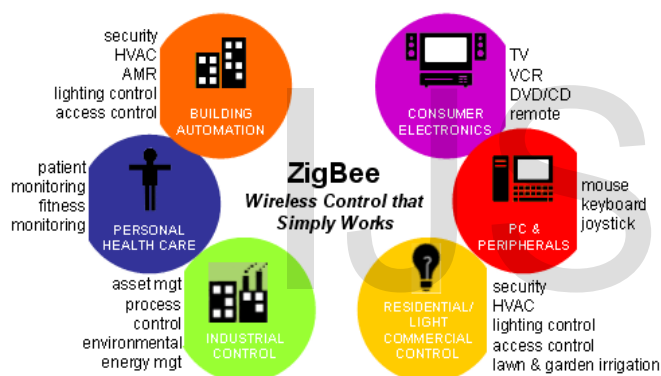 security
HVAC
AMR
lighting control
access control
BUILDING
AUTOMATION
TV
VCR
DVD/CD
remote
CONSUMER
ELECTRONICS
patient
monitoring
fitness
monitoring
PERSONAL
HEALTH CARE
ZigBee
Wireless Control that
Simply Works
mouse
keyboard
joystick
PC &
PERIPHERALS
asset mgt
process
control
environmental
energy mgt
INDUSTRIAL
CONTROL
RESIDENTIAL/
LIGHT
COMMERCIAL
CONTROL
security
HVAC
lighting control
access control
lawn & garden irrigation
IJS